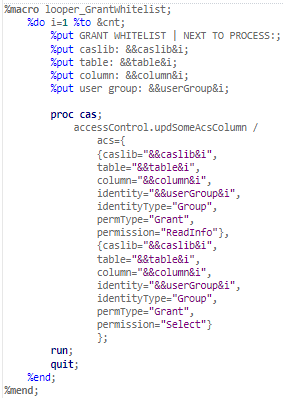 %macro looper_GrantWhitelist;
%do i=1 %to &cnt;
%put GRANT WHITELIST | NEXT TO PROCESS:;
%put caslib: &&caslib&i;
%put table: &&table&i;
%put column: &&column&i;
%put user group: &&userGroup&i;
proc cas;
accessControl.updSomeAcsColumn /
acs={
{caslib="&&caslib&i",
table="&&table&i",
column="&&column&i",
identity="&&userGroup&i",
identityType="Group",
permType="Grant",
permission="ReadInfo"},
{caslib="&&caslib&i",
table="&&table&i",
column="&&column&i",
identity="&&userGroup&i",
identityType="Group",
permType="Grant",
permission="Select"}
};
run;
quit;
%end;
%mend;